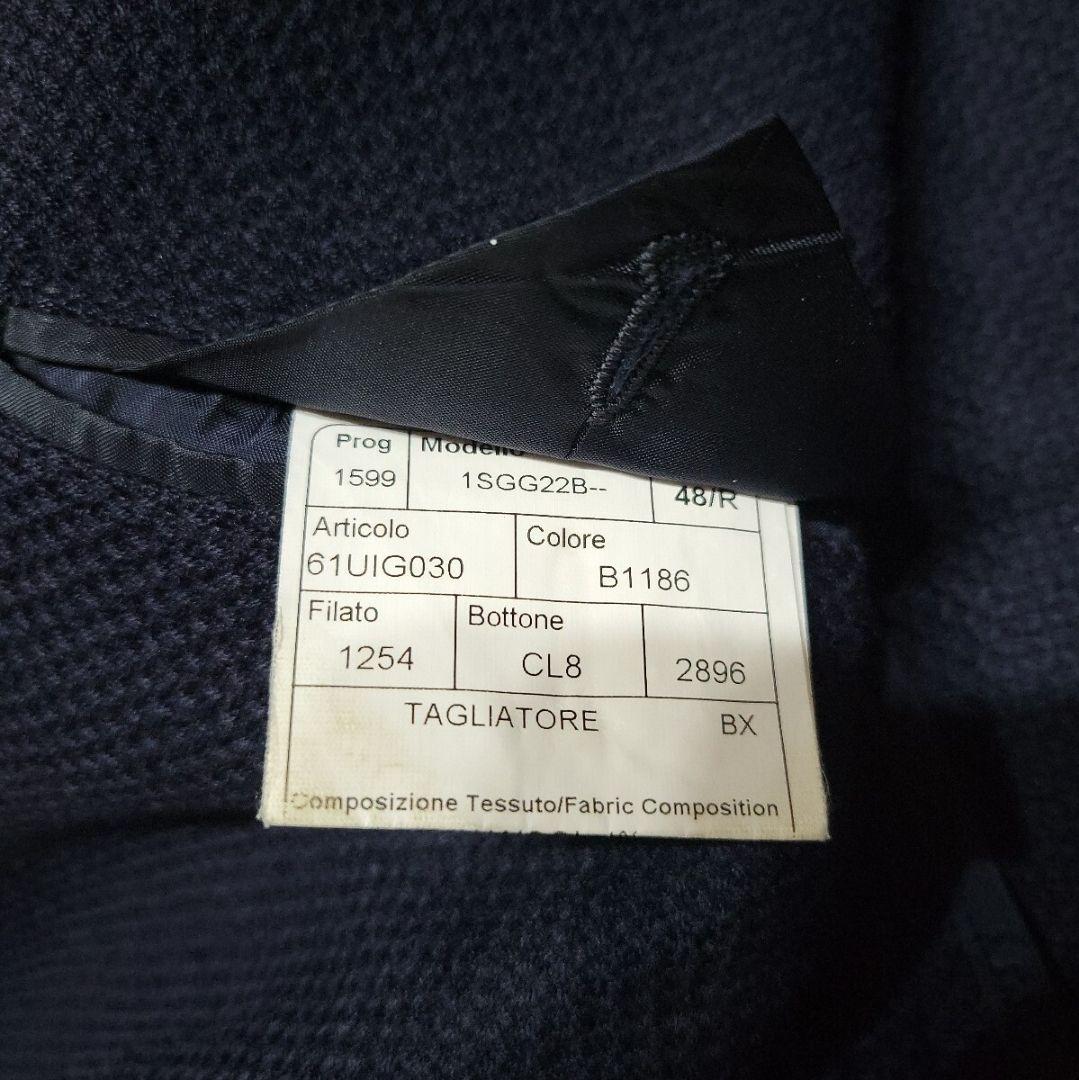 Prog Modello
1599 1SGG22B-- 48/R
Articolo Colore
61UIG030 B1186
Filato Bottone
1254 CL8 2896
TAGLIATORE BX
Composizione Tessuto/Fabric Composition